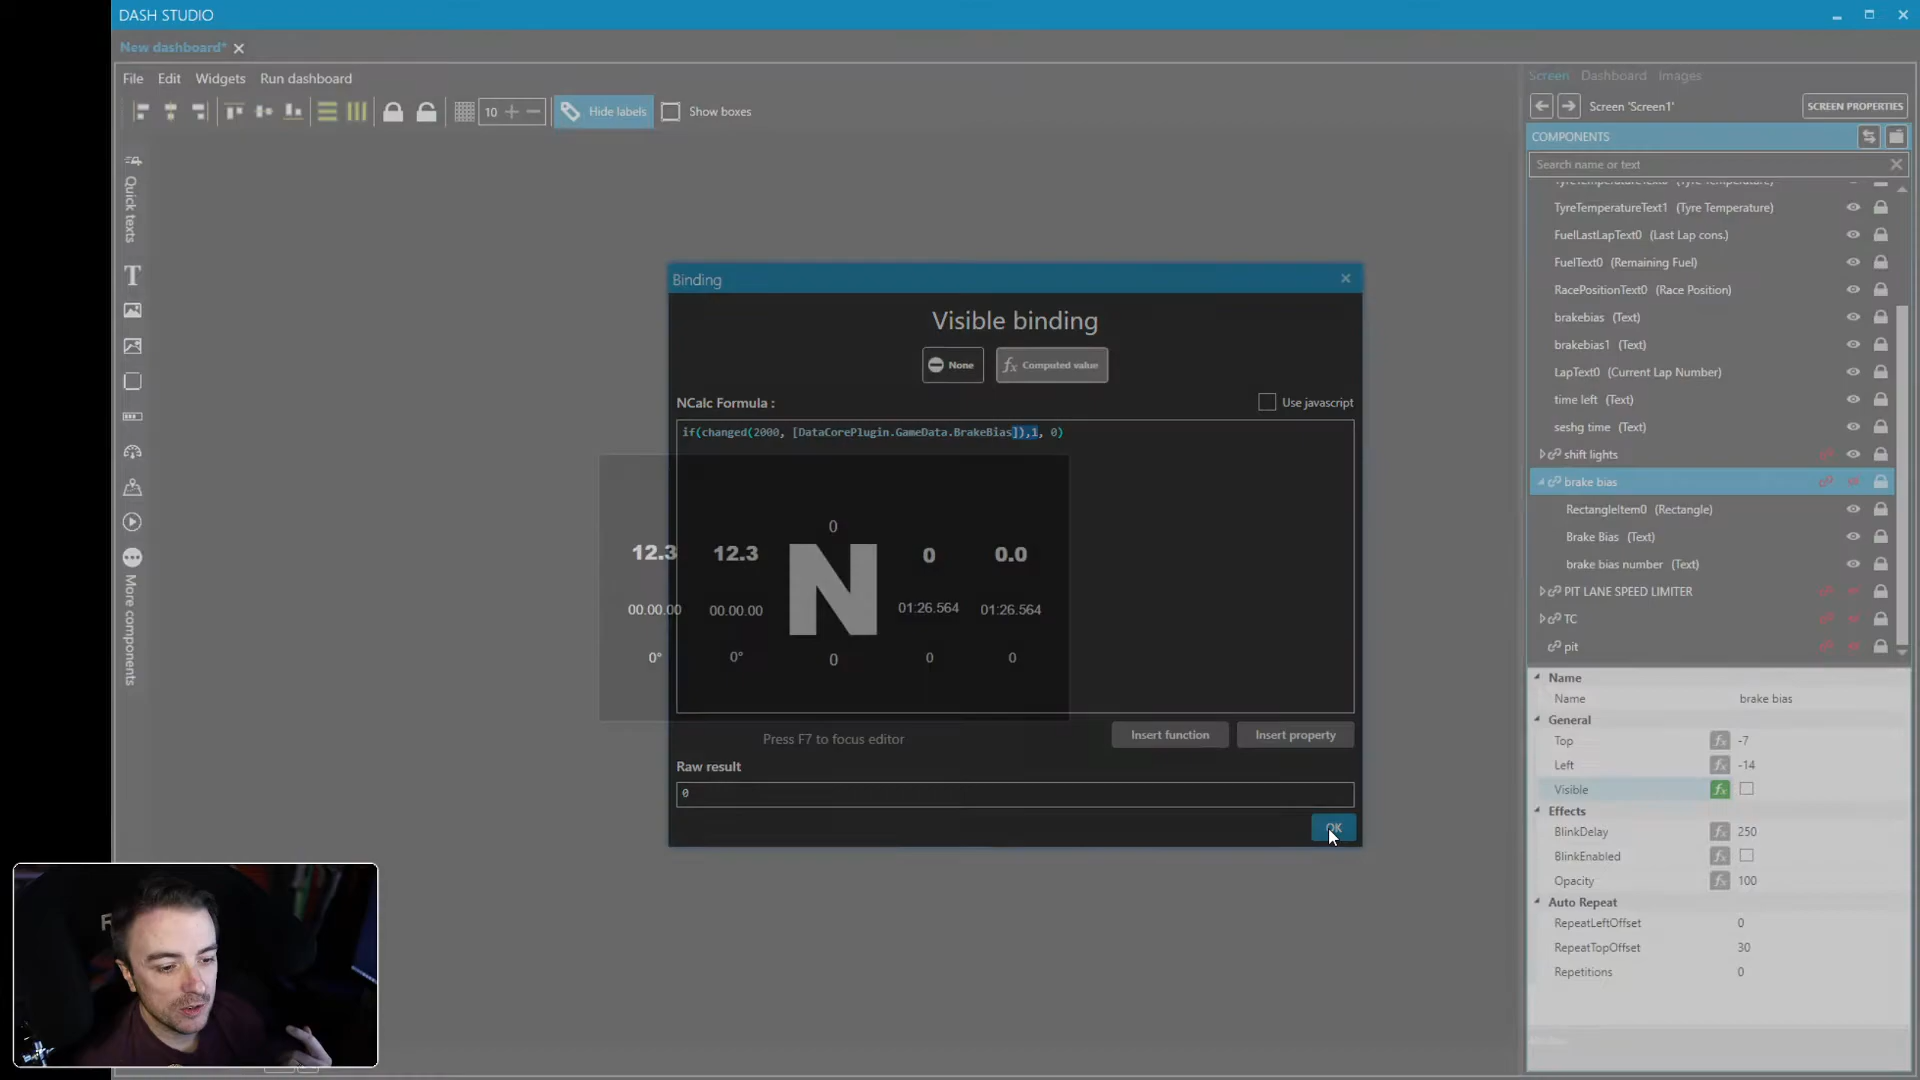 DASH STUDIO
New dashboard*
File Edit Widgets Run dashboard
10
Hide labels
Show boxes
Quick texts
T
More components
Screen Dashboard Images
Screen 'Screen1'
SCREEN PROPERTIES
COMPONENTS
Search name or text
TyreTemperatureText1 (Tyre Temperature)
FuelLastLapText0 (Last Lap cons.)
FuelText0 (Remaining Fuel)
RacePositionText0 (Race Position)
brakebias (Text)
brakebias1 (Text)
LapText0 (Current Lap Number)
time left (Text)
seshg time (Text)
shift lights
brake bias
RectangleItem0 (Rectangle)
Brake Bias (Text)
brake bias number (Text)
PIT LANE SPEED LIMITER
TC
pit
Name
Name brake bias
General
Top fx -7
Left fx -14
Visible fx
Effects
BlinkDelay fx 250
BlinkEnabled fx
Opacity fx 100
Auto Repeat
RepeatLeftOffset 0
RepeatTopOffset 30
Repetitions 0
Binding
Visible binding
None
fx Computed value
NCalc Formula :
Use javascript
if(changed(2000, [DataCorePlugin.GameData.BrakeBias]),1, 0)
0
12.3 12.3 N 0 0.0
00.00.00 00.00.00 01:26.564 01:26.564
0° 0° 0 0 0
Press F7 to focus editor
Insert function
Insert property
Raw result
0
OK